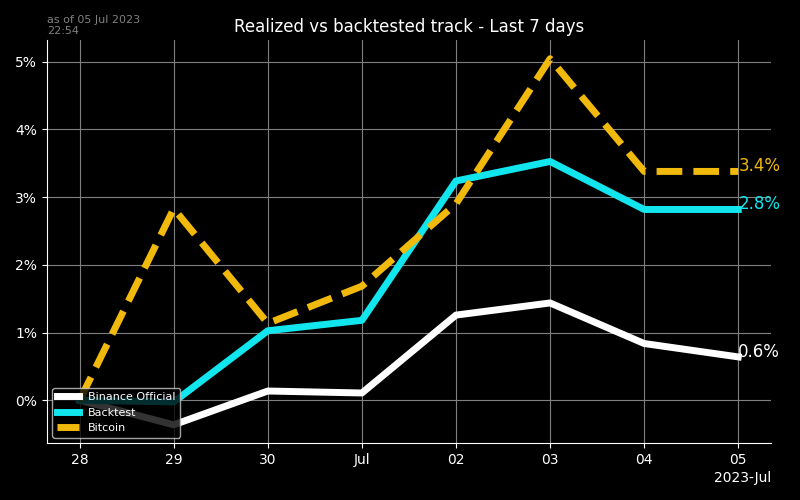 as of 05 Jul 2023
22:54
Realized vs backtested track - Last 7 days
5%
4%
3%
2%
1%
0%
3.4%
2.8%
0.6%
Binance Official
Backtest
Bitcoin
28 29 30 Jul 02 03 04 05
2023-Jul